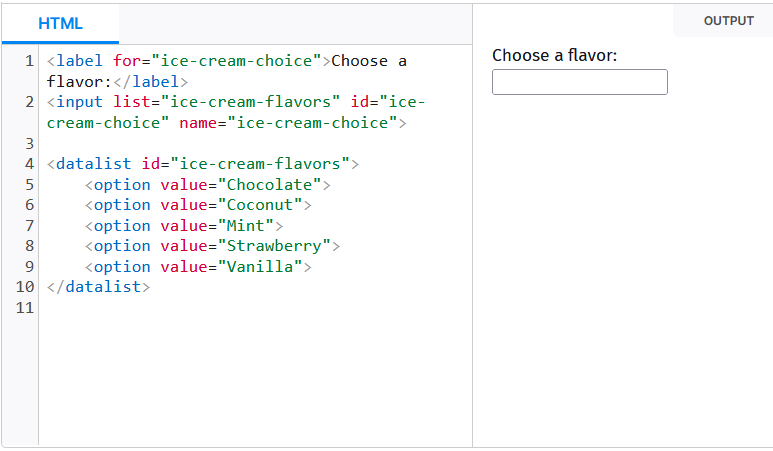 HTML
OUTPUT
1 <label for="ice-cream-choice">Choose a
flavor:</label>
2 <input list="ice-cream-flavors" id="ice-
cream-choice" name="ice-cream-choice">
3
4 <datalist id="ice-cream-flavors">
5     <option value="Chocolate">
6     <option value="Coconut">
7     <option value="Mint">
8     <option value="Strawberry">
9     <option value="Vanilla">
10 </datalist>
11
Choose a flavor: